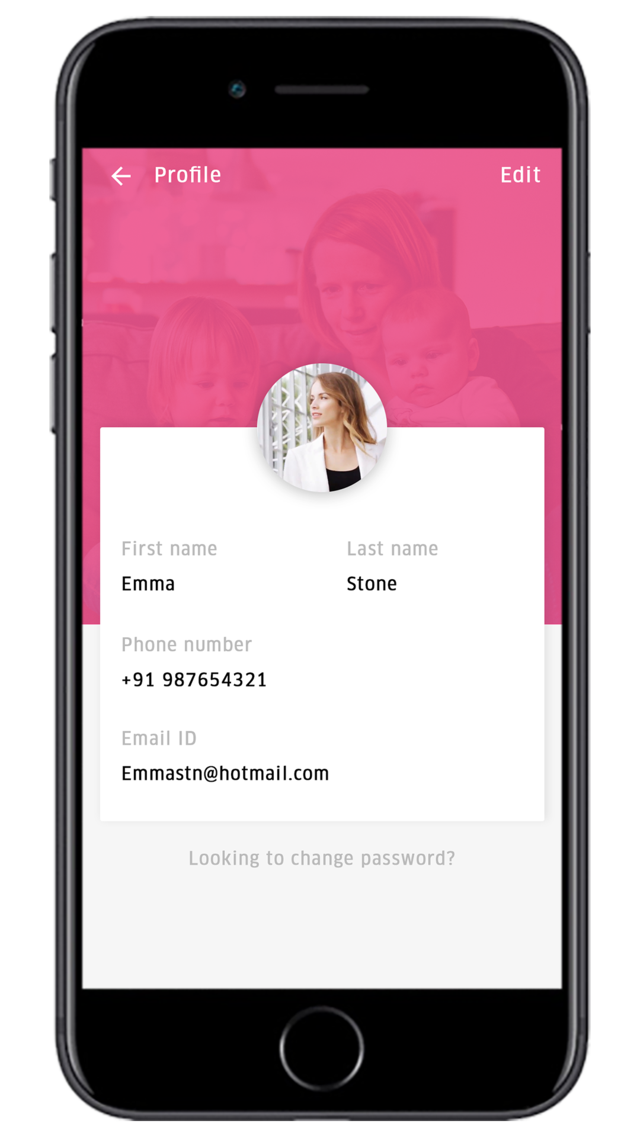 Profile
Edit
First name
Last name
Emma
Stone
Phone number
+91 987654321
Email ID
Emmastn@hotmail.com
Looking to change password?